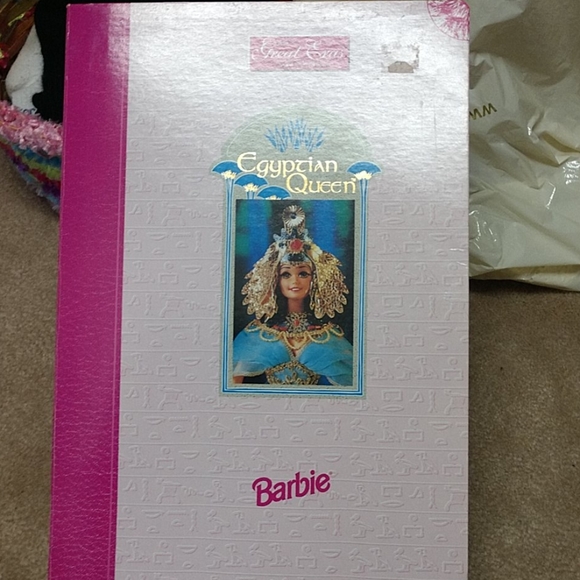 Great Eras
Egyptian
Queen
Barbie